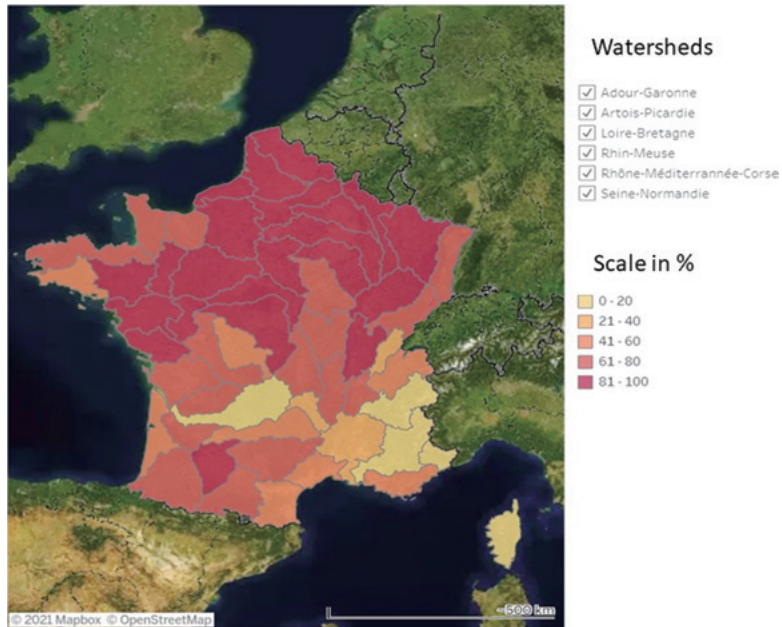 Watersheds
Adour-Garonne
Artois-Picardie
Loire-Bretagne
Rhin-Meuse
Rhône-Méditerrannée-Corse
Seine-Normandie
Scale in %
0 - 20
21 - 40
41 - 60
61 - 80
81 - 100
500 km
© 2021 Mapbox © OpenStreetMap